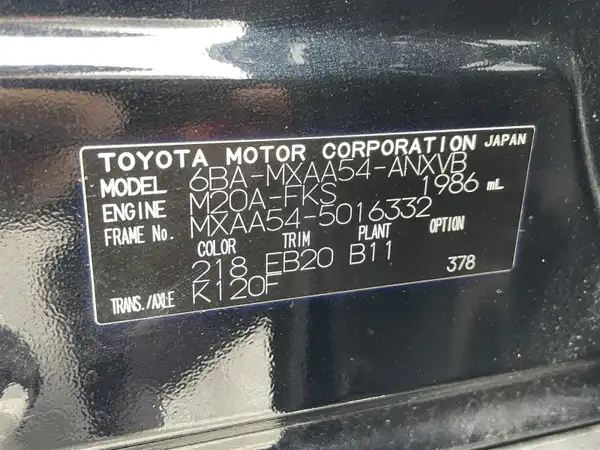 TOYOTA MOTOR CORPORATION JAPAN
MODEL 6BA-MXAA54-ANXVB
ENGINE M20A-FKS 1986 mL
FRAME No. MXAA54-5016332
COLOR TRIM PLANT OPTION
218 EB20 B11 378
TRANS./AXLE K120F